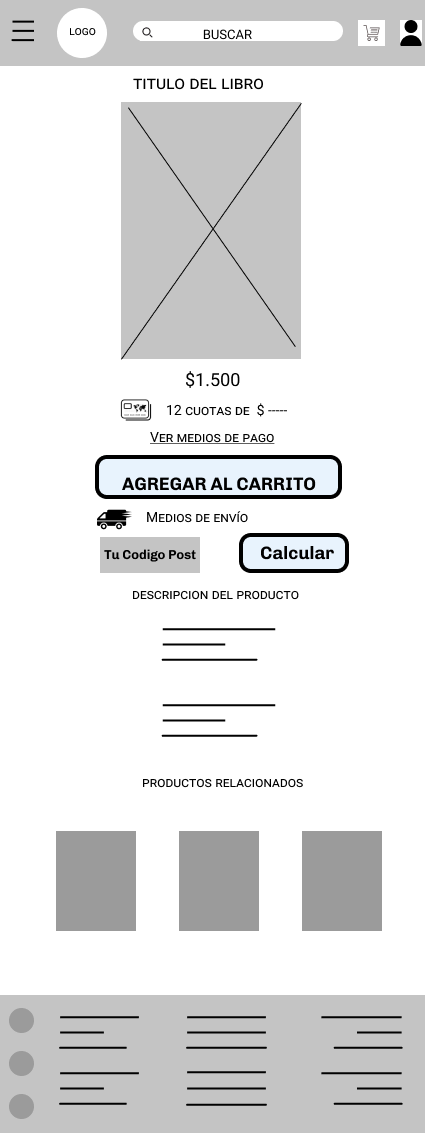 LOGO
BUSCAR
TITULO DEL LIBRO
$1.500
12 CUOTAS DE $ -----
VER MEDIOS DE PAGO
AGREGAR AL CARRITO
MEDIOS DE ENVÍO
Tu Codigo Post
Calcular
DESCRIPCION DEL PRODUCTO
PRODUCTOS RELACIONADOS